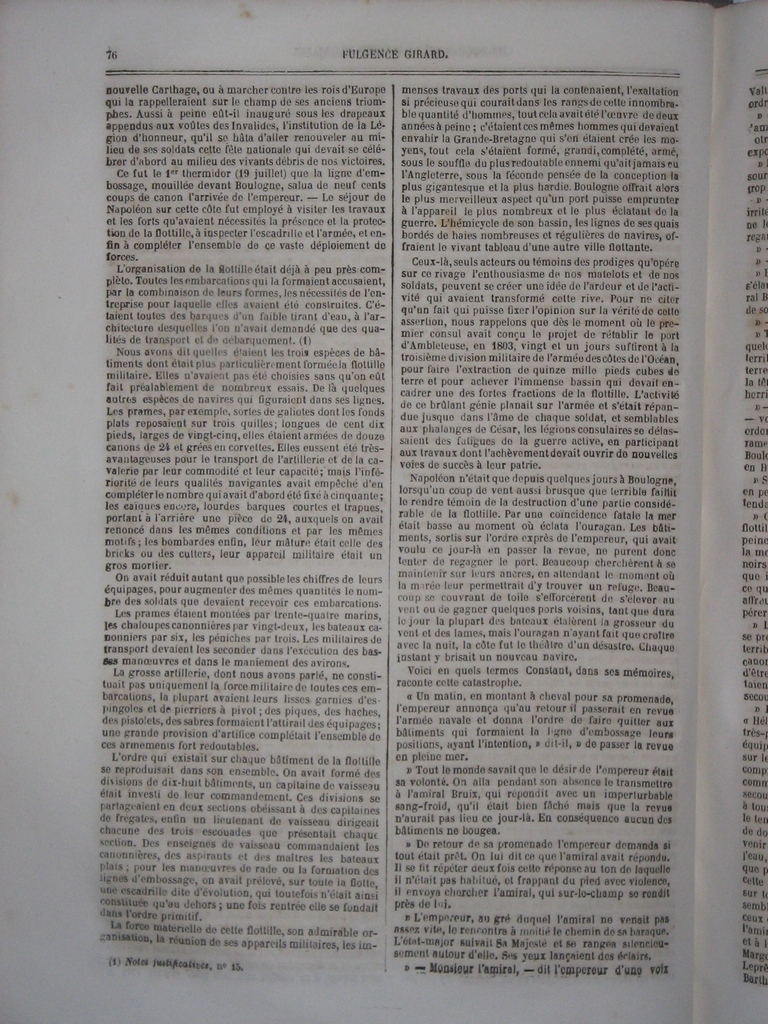 76
FULGENCE GIRARD.
nouvelle Carthage, ou à marcher contre les rois d'Europe
qui la rappelleraient sur le champ de ses anciens triom-
phes. Aussi à peine eût-il inauguré sous les drapeaux
appendus aux voûtes des Invalides, l'institution de la Lé-
gion d'honneur, qu'il se hâta d'aller renouveler au mi-
lieu de ses soldats cette fête nationale qui devait se célé-
brer d'abord au milieu des vivants débris de nos victoires.
Ce fut le 1er thermidor (19 juillet) que la ligne d'em-
bossage, mouillée devant Boulogne, salua de neuf cents
coups de canon l'arrivée de l'empereur. — Le séjour de
Napoléon sur cette côte fut employé à visiter les travaux
et les forts qu'avaient nécessités la présence et la protec-
tion de la flottille, à inspecter l'escadrille et l'armée, et en-
fin à compléter l'ensemble de ce vaste déploiement de
forces.
L'organisation de la flottille était déjà à peu près com-
plète. Toutes les embarcations qui la formaient accusaient,
par la combinaison de leurs formes, les nécessités de l'en-
treprise pour laquelle elles avaient été construites. C'é-
taient toutes des barques d'un faible tirant d'eau, à l'ar-
chitecture desquelles l'on n'avait demandé que des qua-
lités de transport et de débarquement. (1)
Nous avons dit quelles étaient les trois espèces de bâ-
timents dont était plus particulièrement formée la flottille
militaire. Elles n'avaient pas été choisies sans qu'on eût
fait préalablement de nombreux essais. De là quelques
autres espèces de navires qui figuraient dans ses lignes.
Les prames, par exemple, sortes de galiotes dont les fonds
plats reposaient sur trois quilles; longues de cent dix
pieds, larges de vingt-cinq, elles étaient armées de douze
canons de 24 et grées en corvettes. Elles eussent été très-
avantageuses pour le transport de l'artillerie et de la ca-
valerie par leur commodité et leur capacité; mais l'infé-
riorité de leurs qualités navigantes avait empêché d'en
compléter le nombre qui avait d'abord été fixé à cinquante;
les caïques encore, lourdes barques courtes et trapues,
portant à l'arrière une pièce de 24, auxquels on avait
renoncé dans les mêmes conditions et par les mêmes
motifs; les bombardes enfin, leur mâture était celle des
bricks ou des cutters, leur appareil militaire était un
gros mortier.
On avait réduit autant que possible les chiffres de leurs
équipages, pour augmenter des mêmes quantités le nom-
bre des soldats que devaient recevoir ces embarcations.
Les prames étaient montées par trente-quatre marins,
les chaloupes canonnières par vingt-deux, les bateaux ca-
nonniers par six, les péniches par trois. Les militaires de
transport devaient les seconder dans l'exécution des bas-
ses manœuvres et dans le maniement des avirons.
La grosse artillerie, dont nous avons parlé, ne consti-
tuait pas uniquement la force militaire de toutes ces em-
barcations, la plupart avaient leurs lisses garnies d'es-
pingoles et de pierriers à pivot; des piques, des haches,
des pistolets, des sabres formaient l'attirail des équipages;
une grande provision d'artifice complétait l'ensemble de
ces armements fort redoutables.
L'ordre qui existait sur chaque bâtiment de la flottille
se reproduisait dans son ensemble. On avait formé des
divisions de dix-huit bâtiments, un capitaine de vaisseau
était investi de leur commandement. Ces divisions se
partageaient en deux sections obéissant à des capitaines
de frégates, enfin un lieutenant de vaisseau dirigeait
chacune des trois escouades que présentait chaque
section. Des enseignes de vaisseau commandaient les
canonnières, des aspirants et des maîtres les bateaux
plats; pour les manœuvres de rade ou la formation des
lignes d'embossage, on avait prélevé, sur toute la flotte,
une escadrille dite d'évolution, qui toutefois n'était ainsi
constituée qu'au dehors; une fois rentrée elle se fondait
dans l'ordre primitif.
La force matérielle de cette flottille, son admirable or-
ganisation, la réunion de ses appareils militaires, les im-
(1) Notes justificatives, n° 15.
menses travaux des ports qui la contenaient, l'exaltation
si précieuse qui courait dans les rangs de cette innombra-
ble quantité d'hommes, tout cela avait été l'œuvre de deux
années à peine; c'étaient ces mêmes hommes qui devaient
envahir la Grande-Bretagne qui s'en étaient crée les mo-
yens, tout cela s'était formé, grandi, complété, armé,
sous le souffle du plus redoutable ennemi qu'ait jamais eu
l'Angleterre, sous la féconde pensée de la conception la
plus gigantesque et la plus hardie. Boulogne offrait alors
le plus merveilleux aspect qu'un port puisse emprunter
à l'appareil le plus nombreux et le plus éclatant de la
guerre. L'hémicycle de son bassin, les lignes de ses quais
bordés de haies nombreuses et régulières de navires, of-
fraient le vivant tableau d'une autre ville flottante.
Ceux-là, seuls acteurs ou témoins des prodiges qu'opère
sur ce rivage l'enthousiasme de nos matelots et de nos
soldats, peuvent se créer une idée de l'ardeur et de l'acti-
vité qui avaient transformé cette rive. Pour ne citer
qu'un fait qui puisse fixer l'opinion sur la vérité de cette
assertion, nous rappelons que dès le moment où le pre-
mier consul avait conçu le projet de rétablir le port
d'Ambleteuse, en 1803, vingt et un jours suffirent à la
troisième division militaire de l'armée des côtes de l'Océan,
pour faire l'extraction de quinze mille pieds cubes de
terre et pour achever l'immense bassin qui devait en-
cadrer une des fortes fractions de la flottille. L'activité
de ce brûlant génie planait sur l'armée et s'était répan-
due jusque dans l'âme de chaque soldat, et semblables
aux phalanges de César, les légions consulaires se délas-
saient des fatigues de la guerre active, en participant
aux travaux dont l'achèvement devait ouvrir de nouvelles
voies de succès à leur patrie.
Napoléon n'était que depuis quelques jours à Boulogne,
lorsqu'un coup de vent aussi brusque que terrible faillit
le rendre témoin de la destruction d'une partie considé-
rable de la flottille. Par une coïncidence fatale la mer
était basse au moment où éclata l'ouragan. Les bâti-
ments, sortis sur l'ordre exprès de l'empereur, qui avait
voulu ce jour-là en passer la revue, ne purent donc
tenter de regagner le port. Beaucoup cherchèrent à se
maintenir sur leurs ancres, en attendant le moment où
la marée leur permettrait d'y trouver un refuge. Beau-
coup se couvrant de toile s'efforcèrent de s'élever au
vent ou de gagner quelques ports voisins, tant que dura
le jour la plupart des bateaux étalèrent la grosseur du
vent et des lames, mais l'ouragan n'ayant fait que croître
avec la nuit, la côte fut le théâtre d'un désastre. Chaque
instant y brisait un nouveau navire.
Voici en quels termes Constant, dans ses mémoires,
raconte cette catastrophe.
« Un matin, en montant à cheval pour sa promenade,
l'empereur annonça qu'au retour il passerait en revue
l'armée navale et donna l'ordre de faire quitter aux
bâtiments qui formaient la ligne d'embossage leurs
positions, ayant l'intention, » dit-il, « de passer la revue
en pleine mer.
» Tout le monde savait que le désir de l'empereur était
sa volonté. On alla pendant son absence le transmettre
à l'amiral Bruix, qui répondit avec un imperturbable
sang-froid, qu'il était bien fâché mais que la revue
n'aurait pas lieu ce jour-là. En conséquence aucun des
bâtiments ne bougea.
» De retour de sa promenade l'empereur demanda si
tout était prêt. On lui dit ce que l'amiral avait répondu.
Il se fit répéter deux fois cette réponse au ton de laquelle
il n'était pas habitué, et frappant du pied avec violence,
il envoya chercher l'amiral, qui sur-le-champ se rendit
près de lui.
» L'empereur, au gré duquel l'amiral ne venait pas
assez vite, le rencontra à moitié le chemin de sa baraque.
L'état-major suivait Sa Majesté et se rangea silencieu-
sement autour d'elle. Ses yeux lançaient des éclairs.
» — Monsieur l'amiral, — dit l'empereur d'une voix